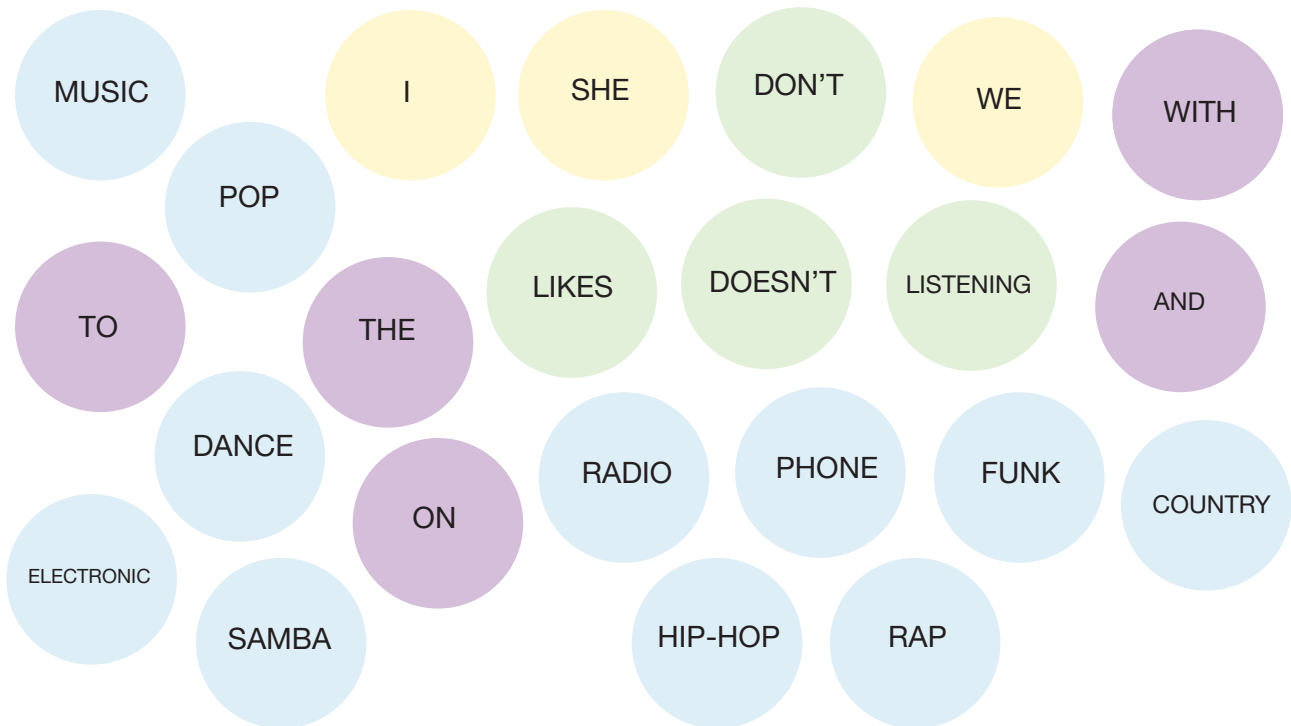 MUSIC
I
SHE
DON'T
WE
WITH
POP
TO
THE
LIKES
DOESN'T
LISTENING
AND
DANCE
ON
RADIO
PHONE
FUNK
COUNTRY
ELECTRONIC
SAMBA
HIP-HOP
RAP